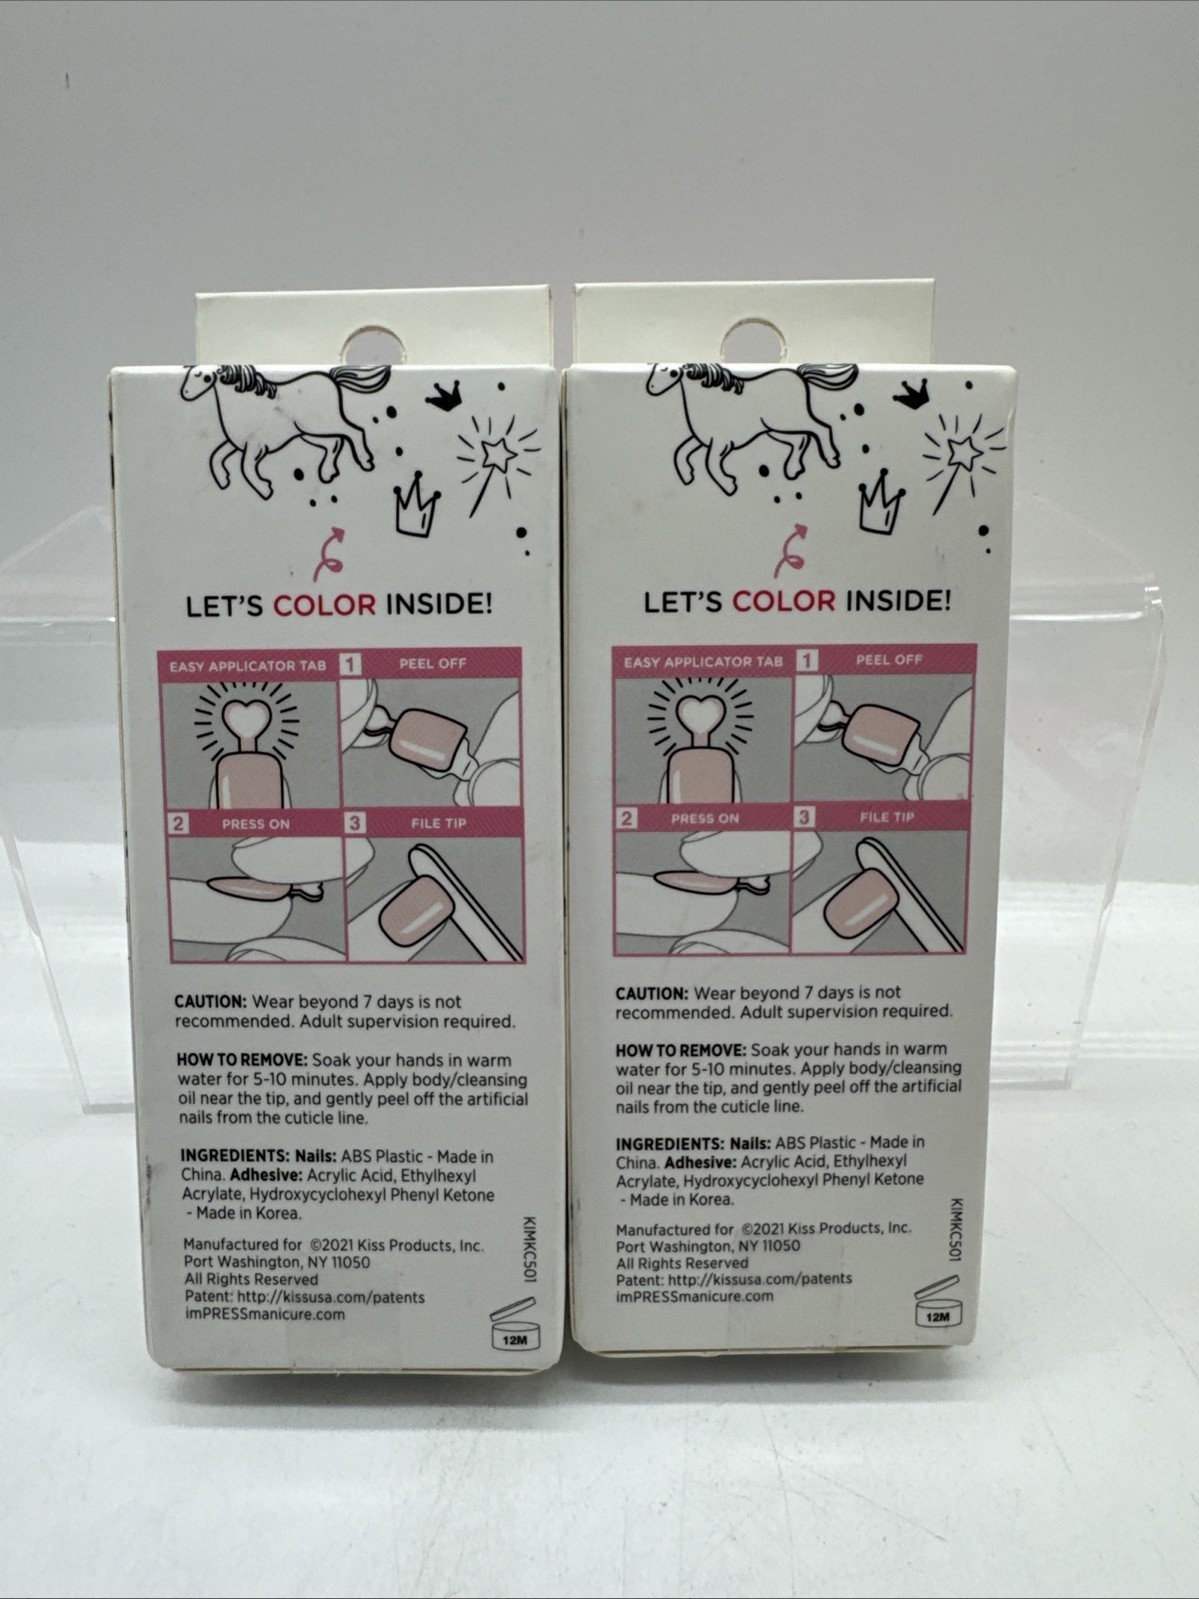 LET'S COLOR INSIDE!
EASY APPLICATOR TAB
1 PEEL OFF
2 PRESS ON
3 FILE TIP
CAUTION: Wear beyond 7 days is not
recommended. Adult supervision required.
HOW TO REMOVE: Soak your hands in warm
water for 5-10 minutes. Apply body/cleansing
oil near the tip, and gently peel off the artificial
nails from the cuticle line.
INGREDIENTS: Nails: ABS Plastic - Made in
China. Adhesive: Acrylic Acid, Ethylhexyl
Acrylate, Hydroxycyclohexyl Phenyl Ketone
- Made in Korea.
Manufactured for ©2021 Kiss Products, Inc.
Port Washington, NY 11050
All Rights Reserved
Patent: http://kissusa.com/patents
imPRESSmanicure.com
KIMKC501
12M
LET'S COLOR INSIDE!
EASY APPLICATOR TAB
1 PEEL OFF
2 PRESS ON
3 FILE TIP
CAUTION: Wear beyond 7 days is not
recommended. Adult supervision required.
HOW TO REMOVE: Soak your hands in warm
water for 5-10 minutes. Apply body/cleansing
oil near the tip, and gently peel off the artificial
nails from the cuticle line.
INGREDIENTS: Nails: ABS Plastic - Made in
China. Adhesive: Acrylic Acid, Ethylhexyl
Acrylate, Hydroxycyclohexyl Phenyl Ketone
- Made in Korea.
Manufactured for ©2021 Kiss Products, Inc.
Port Washington, NY 11050
All Rights Reserved
Patent: http://kissusa.com/patents
imPRESSmanicure.com
KIMKC501
12M